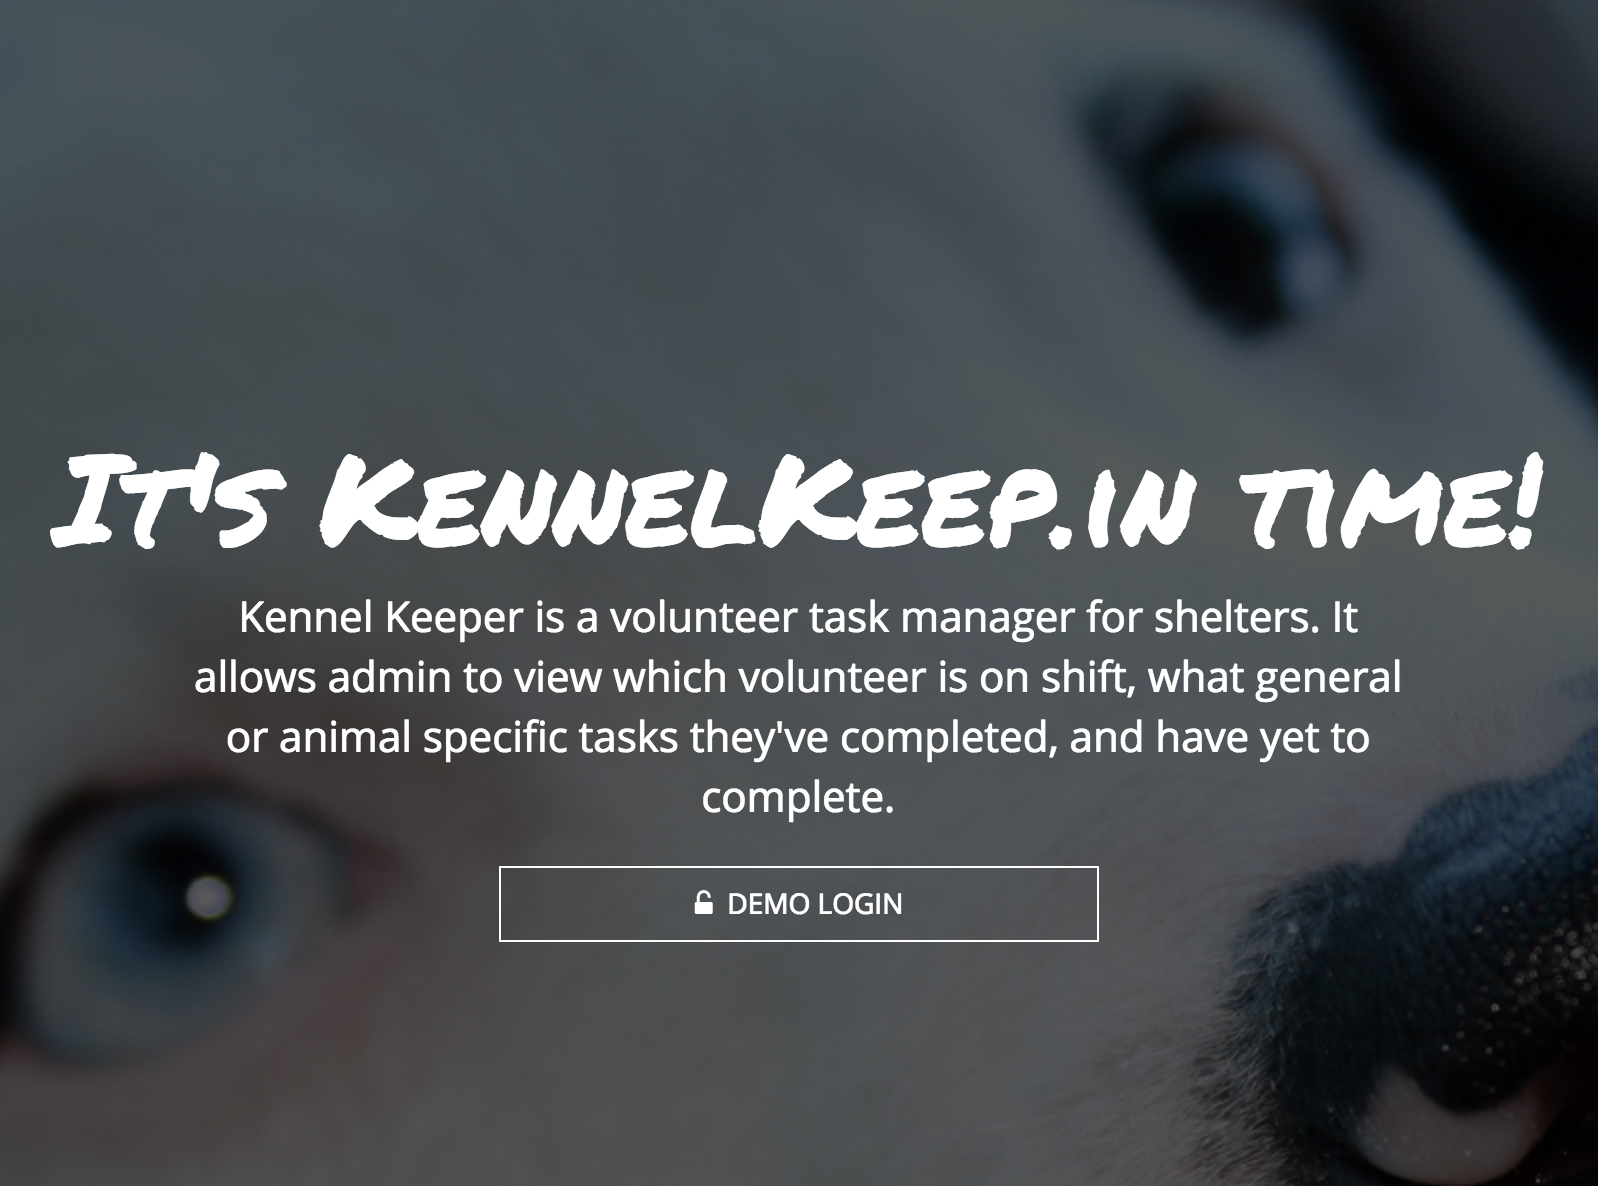 It's KennelKeep.in time!
Kennel Keeper is a volunteer task manager for shelters. It
allows admin to view which volunteer is on shift, what general
or animal specific tasks they've completed, and have yet to
complete.
DEMO LOGIN